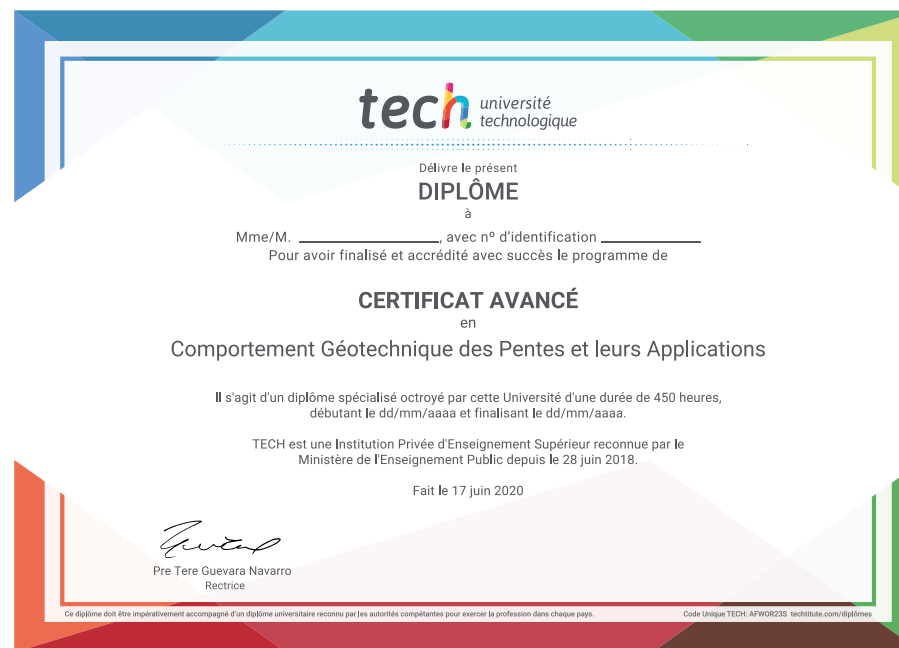 tech université
technologique
Délivre le présent
DIPLÔME
à
Mme/M. ____________________, avec nº d'identification ______________
Pour avoir finalisé et accrédité avec succès le programme de
CERTIFICAT AVANCÉ
en
Comportement Géotechnique des Pentes et leurs Applications
Il s'agit d'un diplôme spécialisé octroyé par cette Université d'une durée de 450 heures,
débutant le dd/mm/aaaa et finalisant le dd/mm/aaaa.
TECH est une Institution Privée d'Enseignement Supérieur reconnue par le
Ministère de l'Enseignement Public depuis le 28 juin 2018.
Fait le 17 juin 2020
Pre Tere Guevara Navarro
Rectrice
Ce diplôme doit être impérativement accompagné d'un diplôme universitaire reconnu par les autorités compétentes pour exercer la profession dans chaque pays. Code Unique TECH: AFWOR23S techtitute.com/diplômes